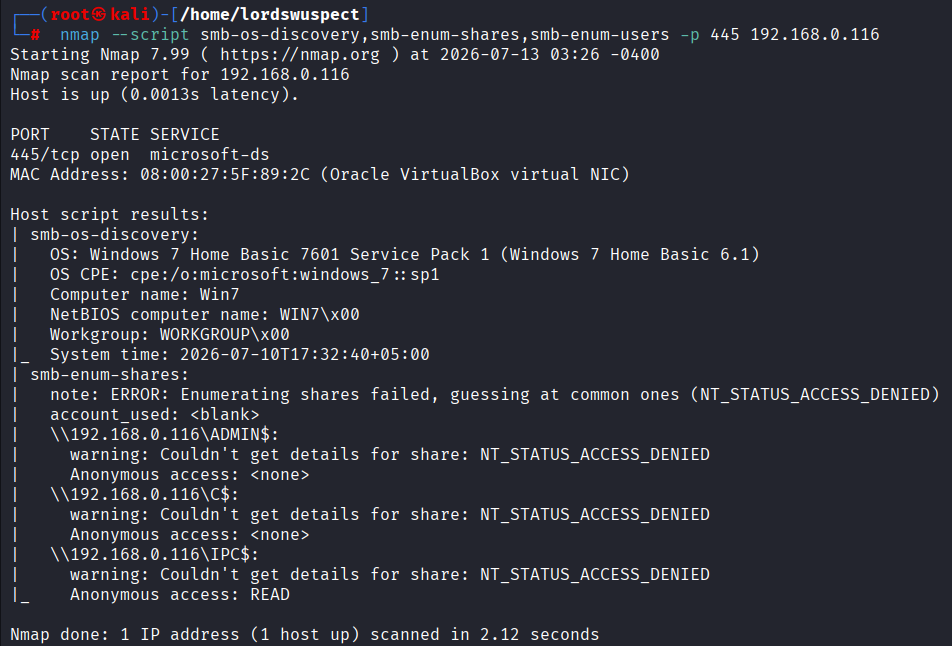 ┌──(root㉿kali)-[/home/lordswuspect]
└─# nmap --script smb-os-discovery,smb-enum-shares,smb-enum-users -p 445 192.168.0.116
Starting Nmap 7.99 ( https://nmap.org ) at 2026-07-13 03:26 -0400
Nmap scan report for 192.168.0.116
Host is up (0.0013s latency).

PORT    STATE SERVICE
445/tcp open  microsoft-ds
MAC Address: 08:00:27:5F:89:2C (Oracle VirtualBox virtual NIC)

Host script results:
| smb-os-discovery:
|   OS: Windows 7 Home Basic 7601 Service Pack 1 (Windows 7 Home Basic 6.1)
|   OS CPE: cpe:/o:microsoft:windows_7::sp1
|   Computer name: Win7
|   NetBIOS computer name: WIN7\x00
|   Workgroup: WORKGROUP\x00
|_  System time: 2026-07-10T17:32:40+05:00
| smb-enum-shares:
|   note: ERROR: Enumerating shares failed, guessing at common ones (NT_STATUS_ACCESS_DENIED)
|   account_used: <blank>
|   \\192.168.0.116\ADMIN$:
|     warning: Couldn't get details for share: NT_STATUS_ACCESS_DENIED
|     Anonymous access: <none>
|   \\192.168.0.116\C$:
|     warning: Couldn't get details for share: NT_STATUS_ACCESS_DENIED
|     Anonymous access: <none>
|   \\192.168.0.116\IPC$:
|     warning: Couldn't get details for share: NT_STATUS_ACCESS_DENIED
|_    Anonymous access: READ

Nmap done: 1 IP address (1 host up) scanned in 2.12 seconds